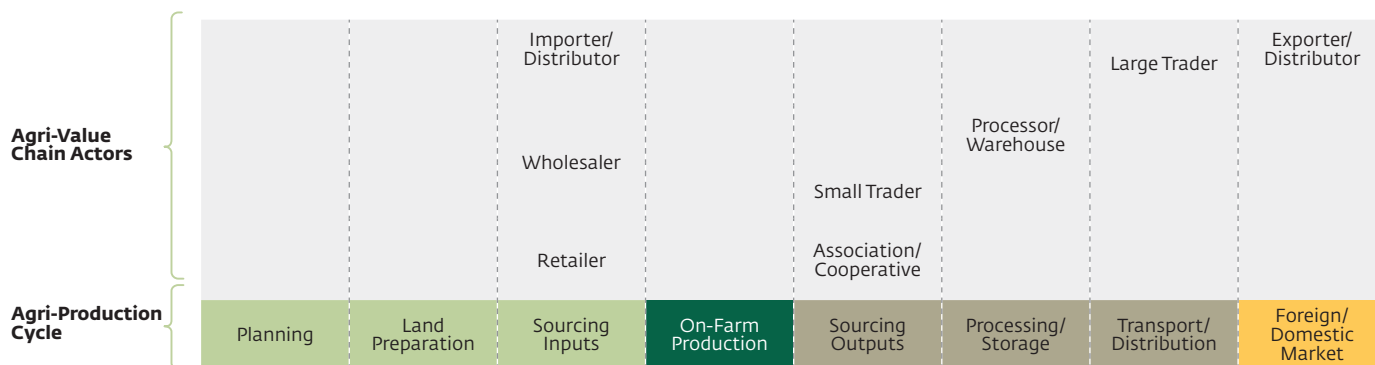 Agri-Value
Chain Actors
Importer/
Distributor
Wholesaler
Retailer
Small Trader
Association/
Cooperative
Processor/
Warehouse
Large Trader
Exporter/
Distributor
Agri-Production
Cycle
Planning
Land
Preparation
Sourcing
Inputs
On-Farm
Production
Sourcing
Outputs
Processing/
Storage
Transport/
Distribution
Foreign/
Domestic
Market